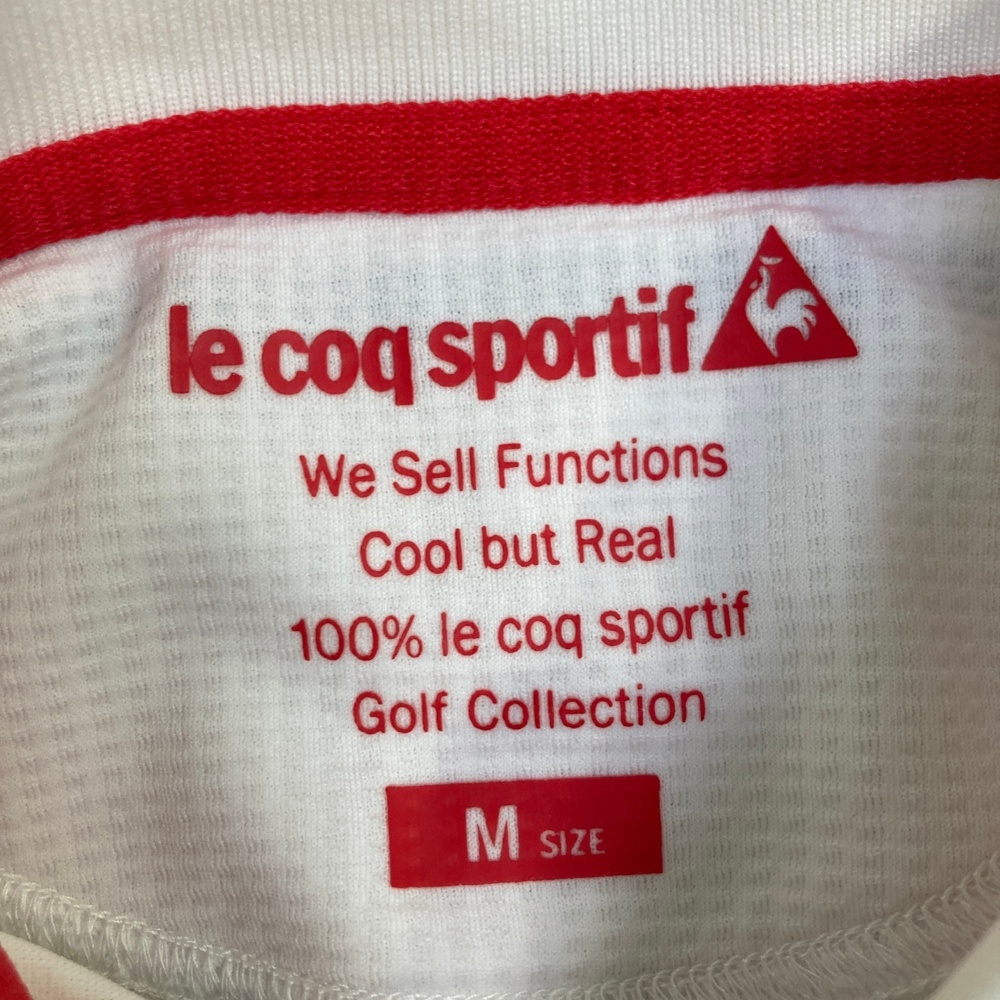 le coq sportif
We Sell Functions
Cool but Real
100% le coq sportif
Golf Collection
M SIZE